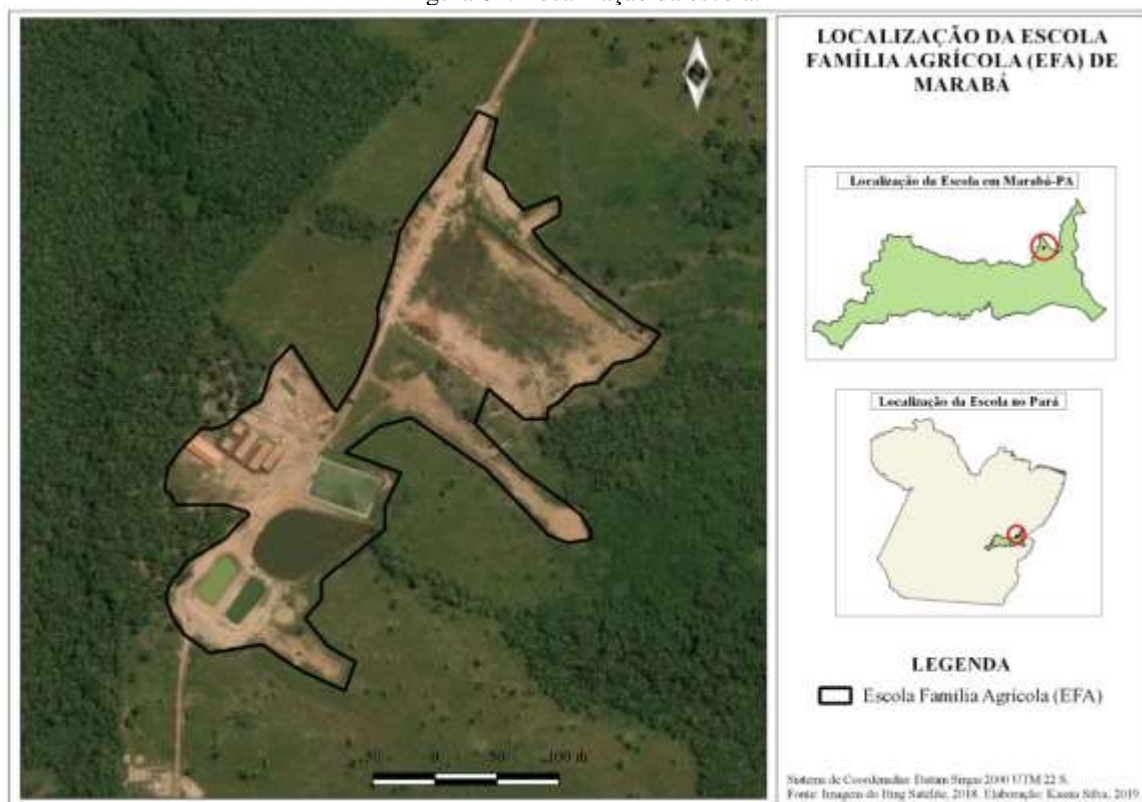 LOCALIZAÇÃO DA ESCOLA
FAMÍLIA AGRÍCOLA (EFA) DE
MARABÁ
Localização da Escola em Marabá-PA
Localização da Escola no Pará
LEGENDA
Escola Família Agrícola (EFA)
50 0 50 100 m
Sistema de Coordenadas: Datum Sirgas 2000 UTM 22 S.
Fonte: Imagem do Bing Satélite, 2018. Elaboração: Silva, 2019